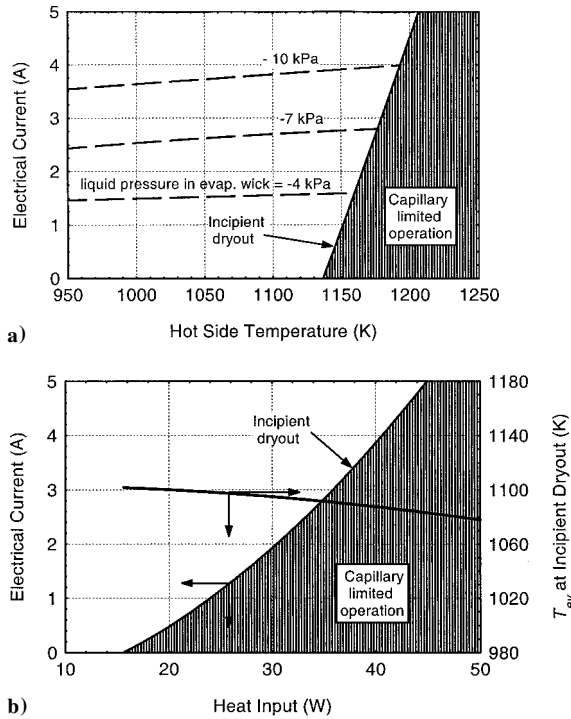 5
4
3
2
1
0
Electrical Current (A)
- 10 kPa
-7 kPa
liquid pressure in evap. wick = -4 kPa
Incipient
dryout
Capillary
limited
operation
950 1000 1050 1100 1150 1200 1250
a) Hot Side Temperature (K)
5
4
3
2
1
0
Electrical Current (A)
Incipient
dryout
Capillary
limited
operation
1180
1140
1100
1060
1020
980
T_ev at Incipient Dryout (K)
10 20 30 40 50
b) Heat Input (W)